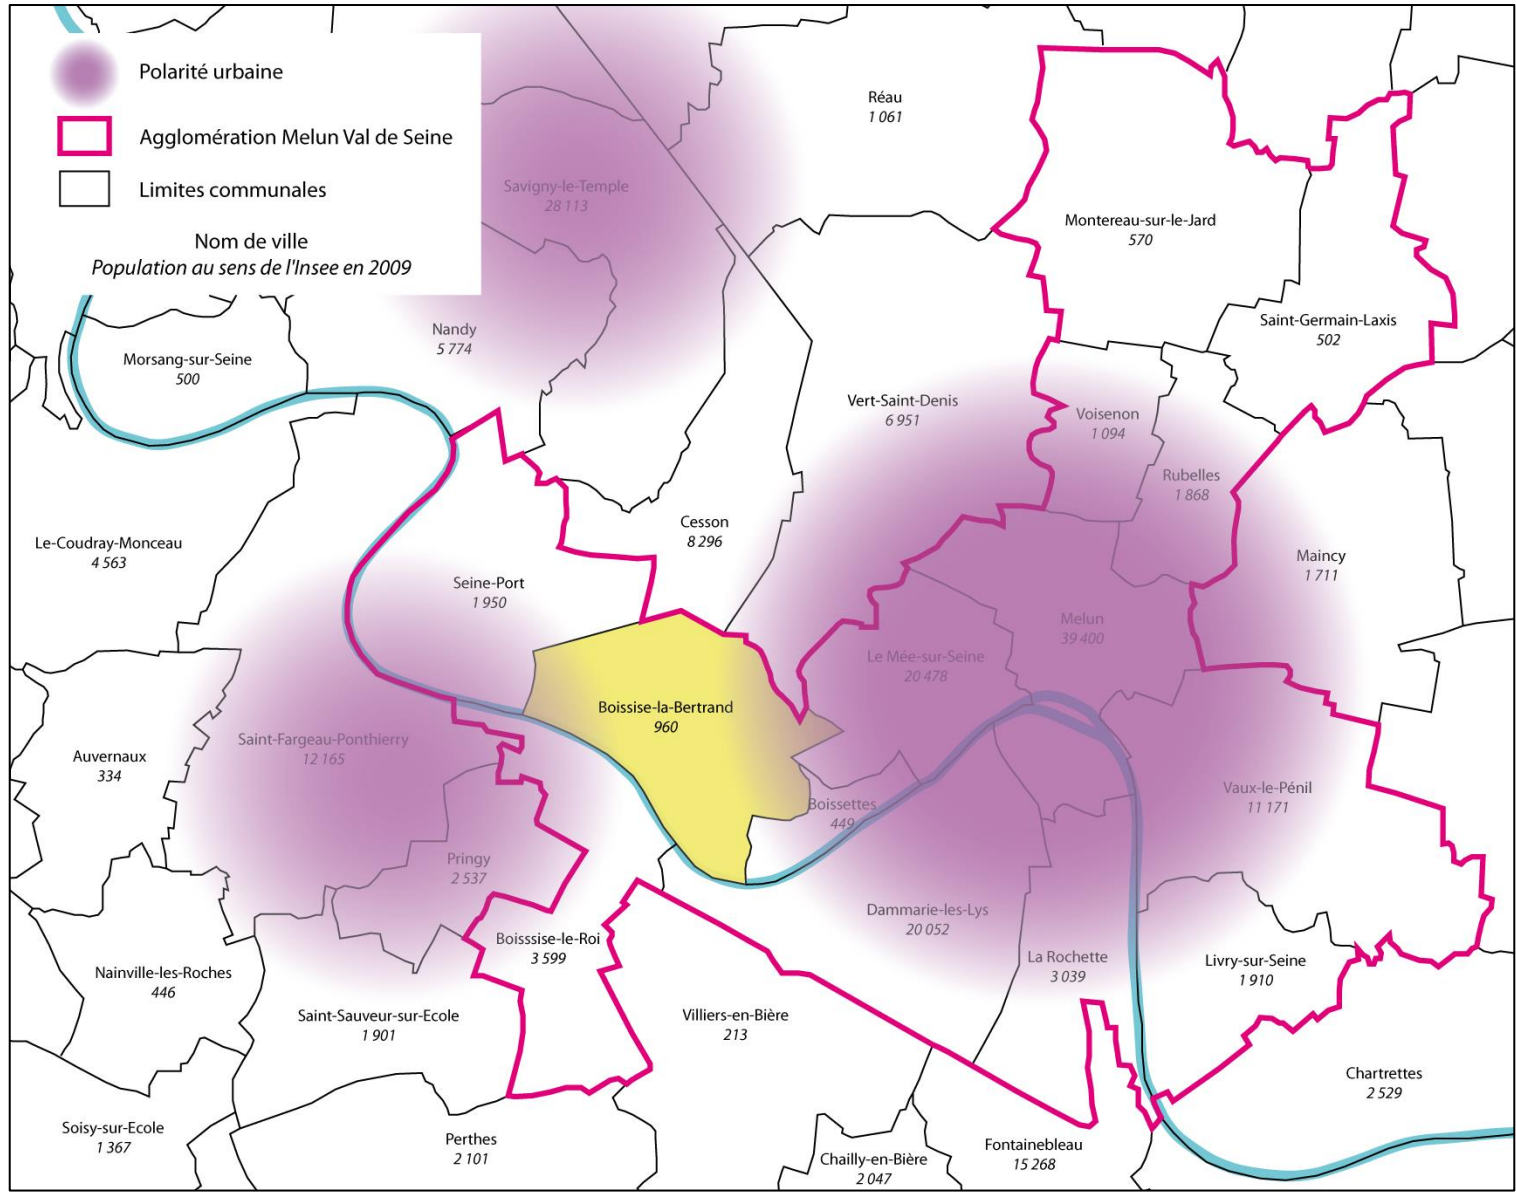 Polarité urbaine
Agglomération Melun Val de Seine
Limites communales
Nom de ville
Population au sens de l'Insee en 2009
Réau
1 061
Savigny-le-Temple
28 113
Montereau-sur-le-Jard
570
Saint-Germain-Laxis
502
Nandy
5 774
Morsang-sur-Seine
500
Vert-Saint-Denis
6 951
Voisenon
1 094
Rubelles
1 868
Cesson
8 296
Le-Coudray-Monceau
4 563
Maincy
1 711
Seine-Port
1 950
Melun
39 400
Le Mée-sur-Seine
20 478
Boissise-la-Bertrand
960
Saint-Fargeau-Ponthierry
12 165
Auvernaux
334
Boissettes
449
Vaux-le-Pénil
11 171
Pringy
2 537
Dammarie-les-Lys
20 052
Boisssise-le-Roi
3 599
La Rochette
3 039
Livry-sur-Seine
1 910
Nainville-les-Roches
446
Saint-Sauveur-sur-Ecole
1 901
Villiers-en-Bière
213
Chartrettes
2 529
Soisy-sur-Ecole
1 367
Perthes
2 101
Chailly-en-Bière
2 047
Fontainebleau
15 268